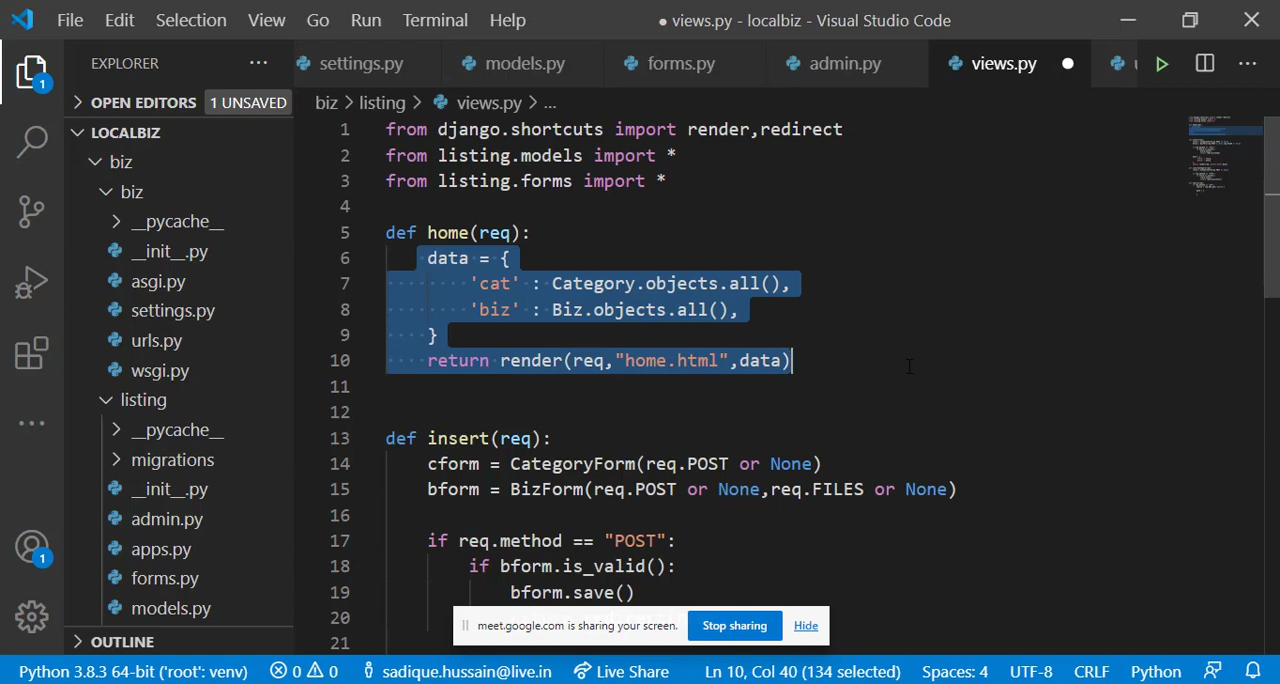 File Edit Selection View Go Run Terminal Help ● views.py - localbiz - Visual Studio Code
EXPLORER ···
settings.py models.py forms.py admin.py views.py
OPEN EDITORS 1 UNSAVED
biz > listing > views.py > ...
LOCALBIZ
biz
biz
__pycache__
__init__.py
asgi.py
settings.py
urls.py
wsgi.py
listing
__pycache__
migrations
__init__.py
admin.py
apps.py
forms.py
models.py
OUTLINE
1
1
1 from django.shortcuts import render,redirect
2 from listing.models import *
3 from listing.forms import *
4
5 def home(req):
6 data = {
7 'cat' : Category.objects.all(),
8 'biz' : Biz.objects.all(),
9 }
10 return render(req,"home.html",data)
11
12
13 def insert(req):
14 cform = CategoryForm(req.POST or None)
15 bform = BizForm(req.POST or None,req.FILES or None)
16
17 if req.method == "POST":
18 if bform.is_valid():
19 bform.save()
20
21
meet.google.com is sharing your screen. Stop sharing Hide
Python 3.8.3 64-bit ('root': venv) 0 0 sadique.hussain@live.in Live Share Ln 10, Col 40 (134 selected) Spaces: 4 UTF-8 CRLF Python